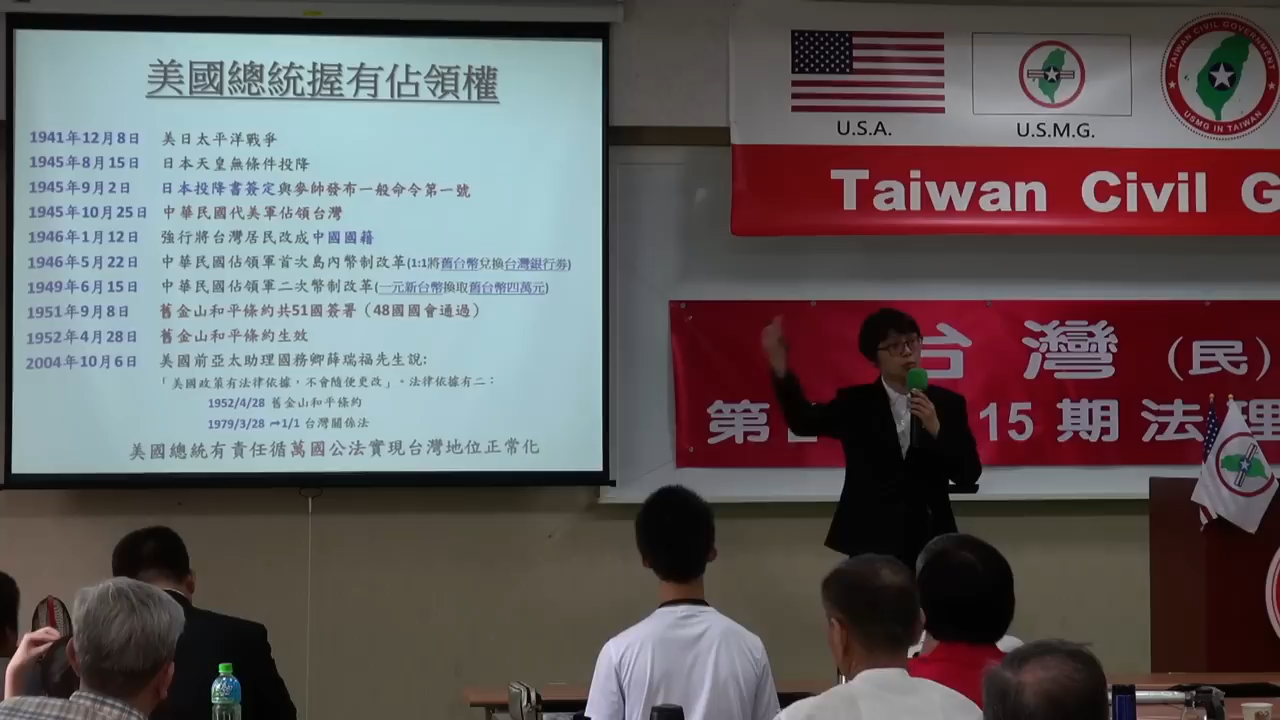 美國總統握有佔領權
1941年12月8日 美日太平洋戰爭
1945年8月15日 日本天皇無條件投降
1945年9月2日 日本投降書簽定與麥帥發布一般命令第一號
1945年10月25日 中華民國代美軍佔領台灣
1946年1月12日 強行將台灣居民改成中國國籍
1946年5月22日 中華民國佔領軍首次島內幣制改革(1:1將舊台幣兌換台灣銀行券)
1949年6月15日 中華民國佔領軍二次幣制改革(一元新台幣換取舊台幣四萬元)
1951年9月8日 舊金山和平條約共51國簽署（48國國會通過）
1952年4月28日 舊金山和平條約生效
2004年10月6日 美國前亞太助理國務卿薛瑞福先生說:
「美國政策有法律依據，不會隨便更改」。法律依據有二：
1952/4/28 舊金山和平條約
1979/3/28 ➦1/1 台灣關係法
美國總統有責任循萬國公法實現台灣地位正常化
U.S.A.
U.S.M.G.
TAIWAN CIVIL GOVERNMENT
USMG IN TAIWAN
Taiwan Civil G
台灣（民）
第 15期法理